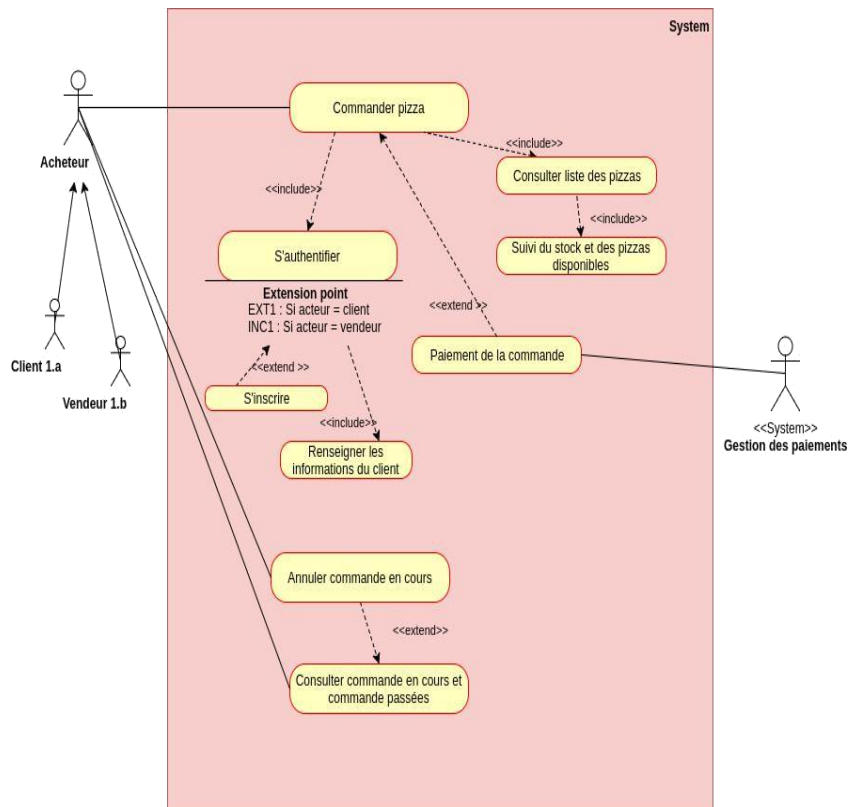 System
Commander pizza
<<include>>
Acheteur
<<include>>
Consulter liste des pizzas
<<include>>
S'authentifier
Suivi du stock et des pizzas
disponibles
Extension point
EXT1 : Si acteur = client
INC1 : Si acteur = vendeur
<<extend >>
Client 1.a
Vendeur 1.b
Paiement de la commande
<<extend >>
S'inscrire
<<include>>
<<System>>
Gestion des paiements
Renseigner les
informations du client
Annuler commande en cours
<<extend>>
Consulter commande en cours et
commande passées